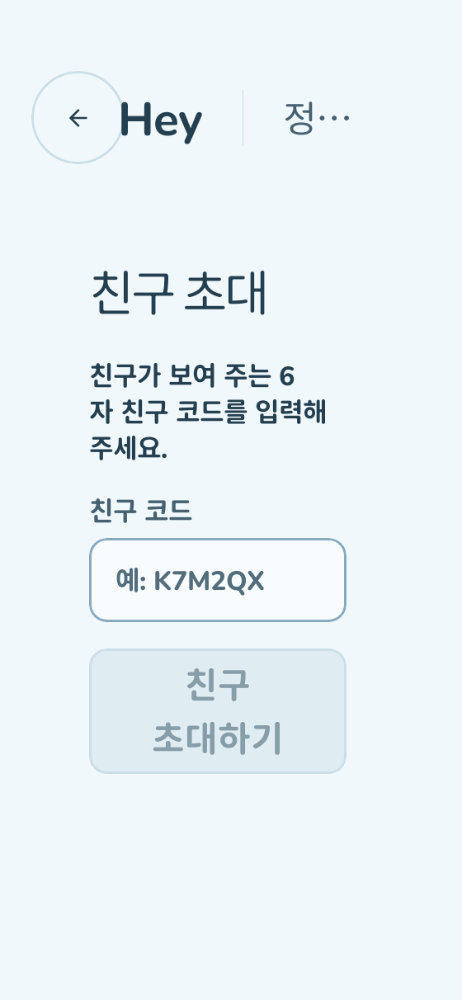 Hey
정···
친구 초대
친구가 보여 주는 6
자 친구 코드를 입력해
주세요.
친구 코드
예: K7M2QX
친구
초대하기